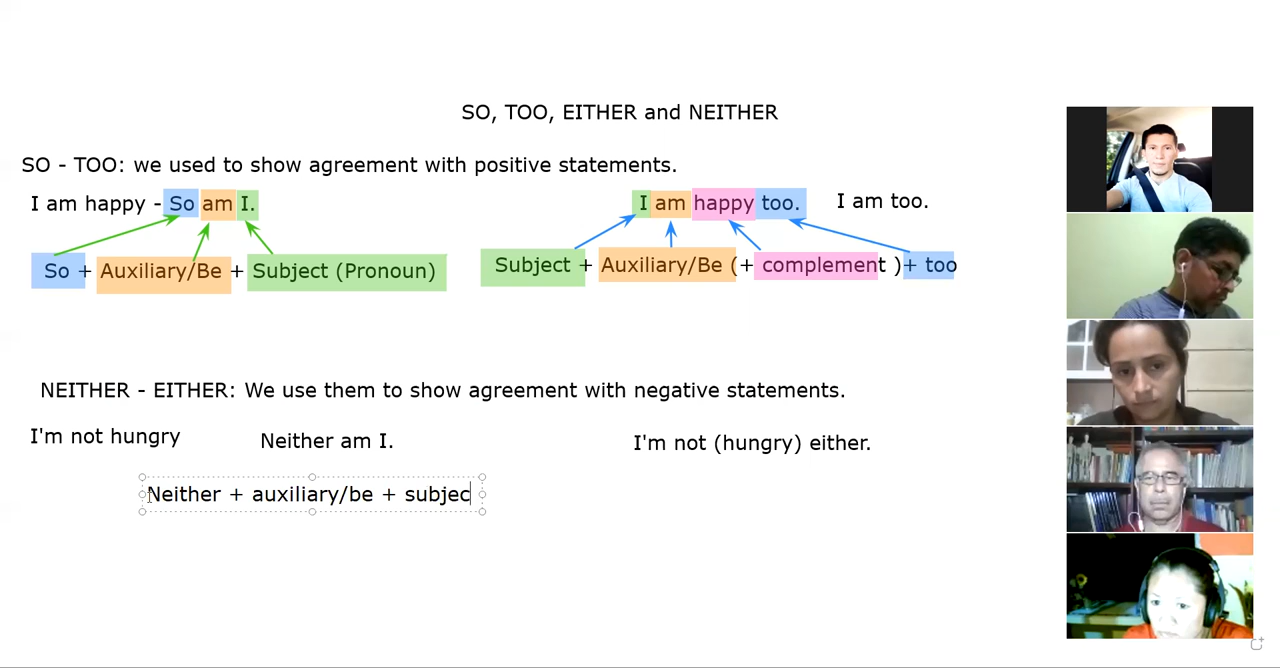 SO, TOO, EITHER and NEITHER
SO - TOO: we used to show agreement with positive statements.
I am happy - So am I.
I am happy too.
I am too.
So + Auxiliary/Be + Subject (Pronoun)
Subject + Auxiliary/Be (+ complement )+ too
NEITHER - EITHER: We use them to show agreement with negative statements.
I'm not hungry
Neither am I.
I'm not (hungry) either.
Neither + auxiliary/be + subjec